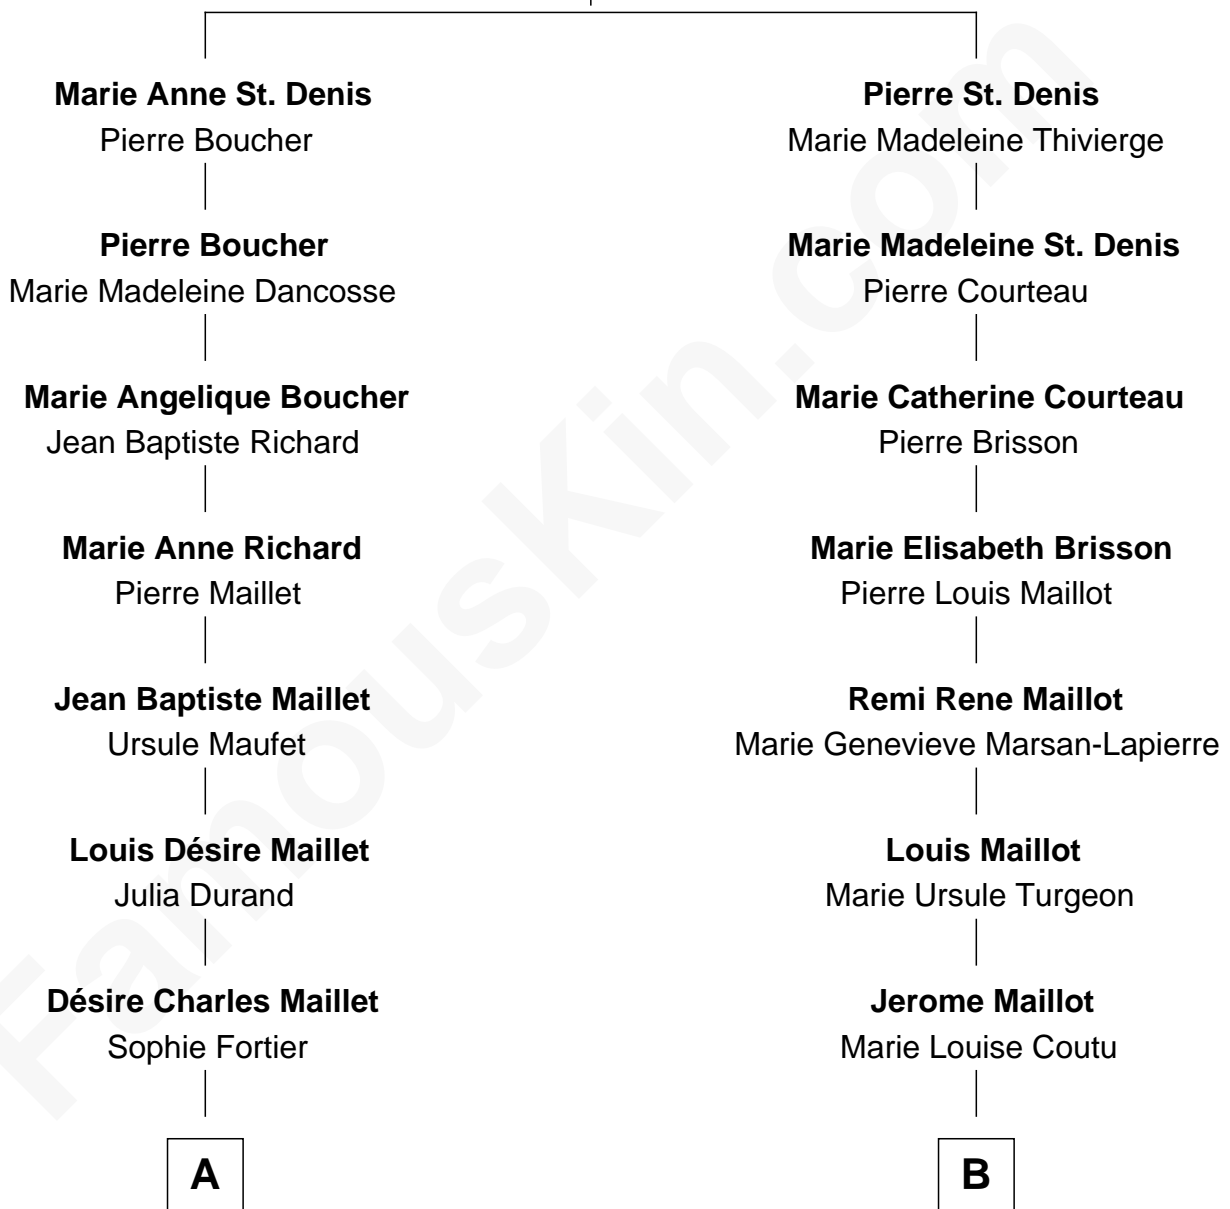 Marie Anne St. Denis
Pierre Boucher
Pierre Boucher
Marie Madeleine Dancosse
Marie Angelique Boucher
Jean Baptiste Richard
Marie Anne Richard
Pierre Maillet
Jean Baptiste Maillet
Ursule Maufet
Louis Désire Maillet
Julia Durand
Désire Charles Maillet
Sophie Fortier
A
Pierre St. Denis
Marie Madeleine Thivierge
Marie Madeleine St. Denis
Pierre Courteau
Marie Catherine Courteau
Pierre Brisson
Marie Elisabeth Brisson
Pierre Louis Maillot
Remi Rene Maillot
Marie Genevieve Marsan-Lapierre
Louis Maillot
Marie Ursule Turgeon
Jerome Maillot
Marie Louise Coutu
B
FamousKin.com